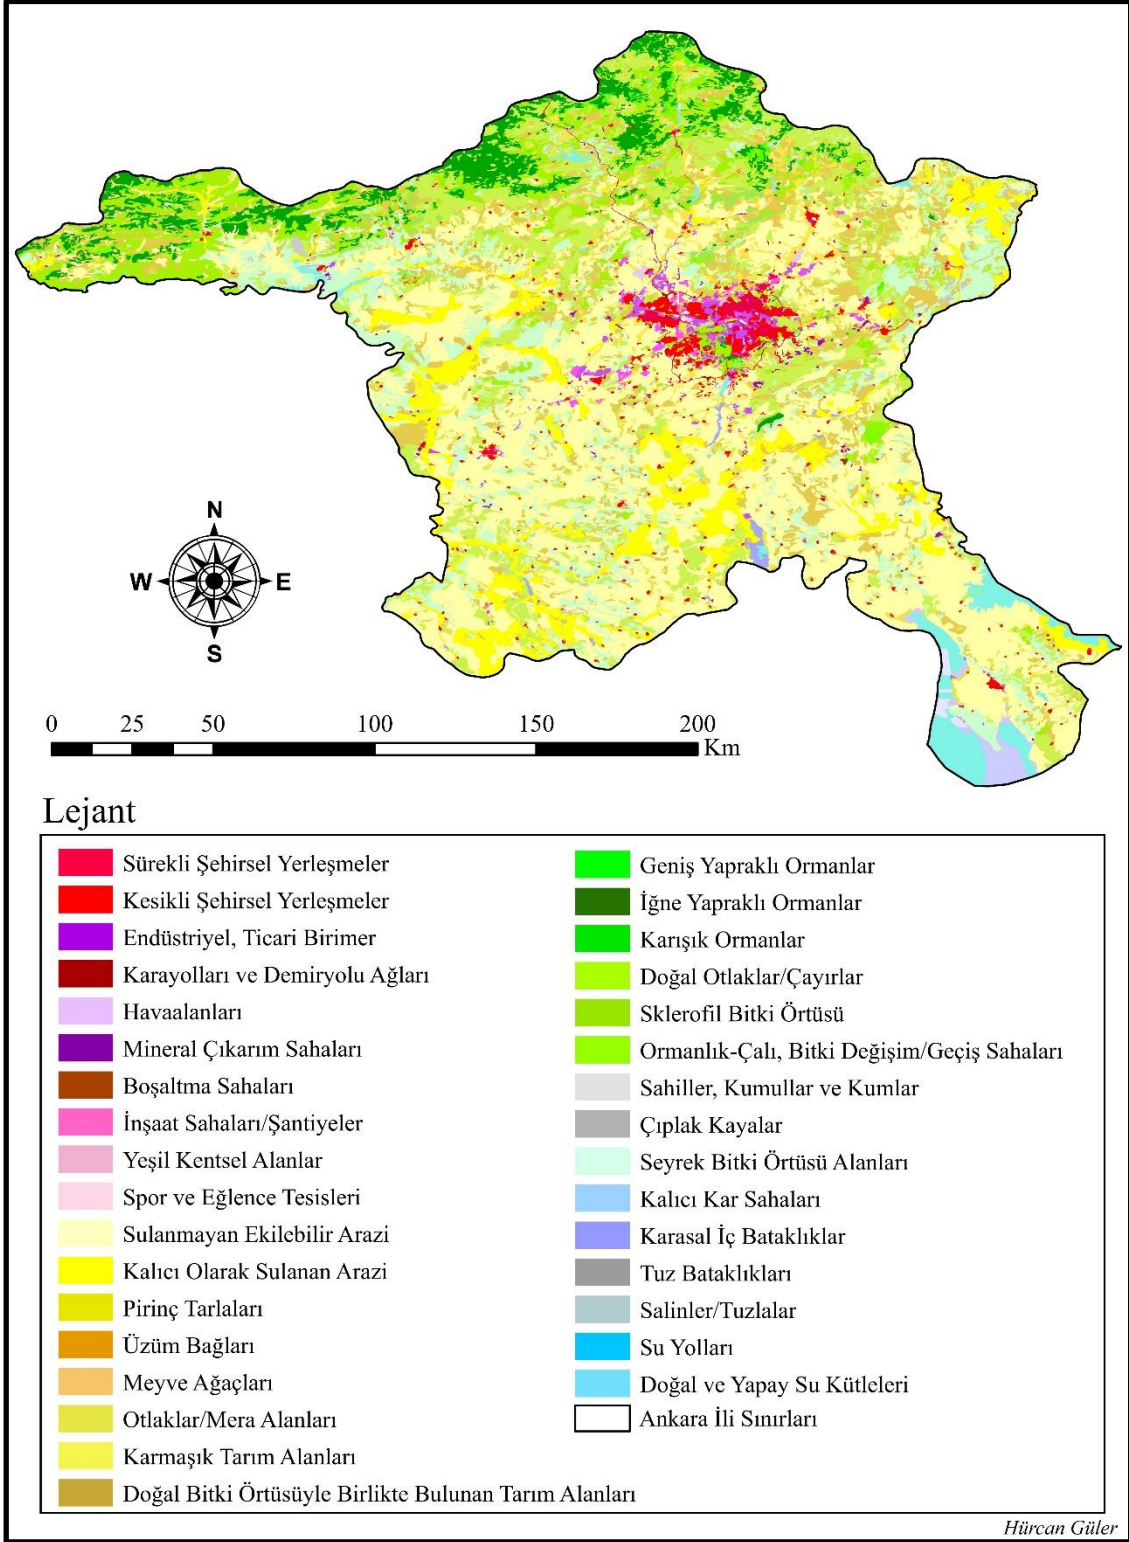 N
W E
S
0 25 50 100 150 200
Km
Lejant
Sürekli Şehirsel Yerleşmeler
Kesikli Şehirsel Yerleşmeler
Endüstriyel, Ticari Birimer
Karayolları ve Demiryolu Ağları
Havaalanları
Mineral Çıkarım Sahaları
Boşaltma Sahaları
İnşaat Sahaları/Şantiyeler
Yeşil Kentsel Alanlar
Spor ve Eğlence Tesisleri
Sulanmayan Ekilebilir Arazi
Kalıcı Olarak Sulanan Arazi
Pirinç Tarlaları
Üzüm Bağları
Meyve Ağaçları
Otlaklar/Mera Alanları
Karmaşık Tarım Alanları
Doğal Bitki Örtüsüyle Birlikte Bulunan Tarım Alanları
Geniş Yapraklı Ormanlar
İğne Yapraklı Ormanlar
Karışık Ormanlar
Doğal Otlaklar/Çayırlar
Sklerofil Bitki Örtüsü
Ormanlık-Çalı, Bitki Değişim/Geçiş Sahaları
Sahiller, Kumullar ve Kumlar
Çıplak Kayalar
Seyrek Bitki Örtüsü Alanları
Kalıcı Kar Sahaları
Karasal İç Bataklıklar
Tuz Bataklıkları
Salinler/Tuzlalar
Su Yolları
Doğal ve Yapay Su Kütleleri
Ankara İli Sınırları
Hürcan Güler